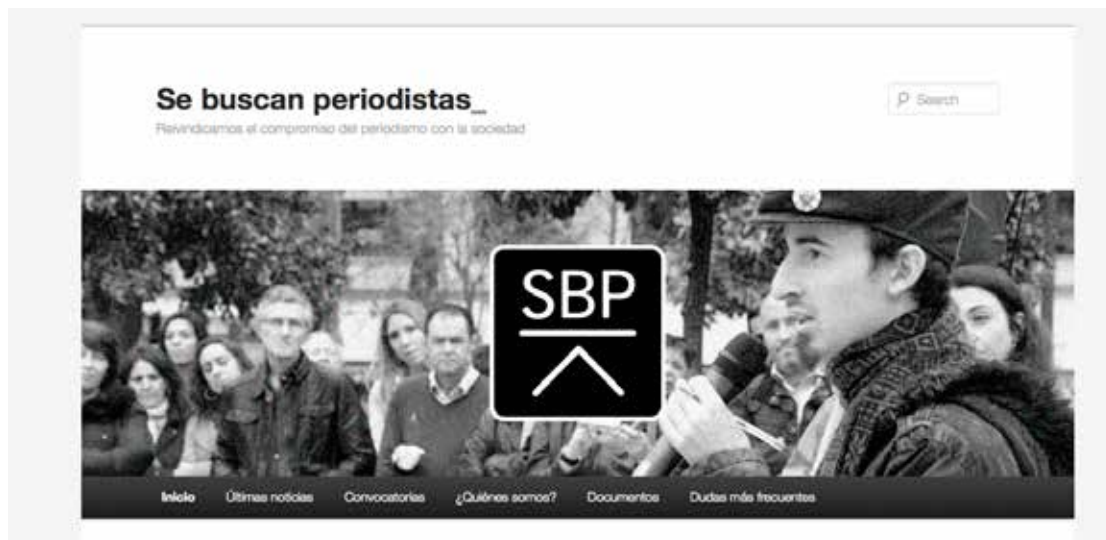 Se buscan periodistas_
Search
Reivindicamos el compromiso del periodismo con la sociedad
SBP
Inicio Últimas noticias Convocatorias ¿Quiénes somos? Documentos Dudas más frecuentes